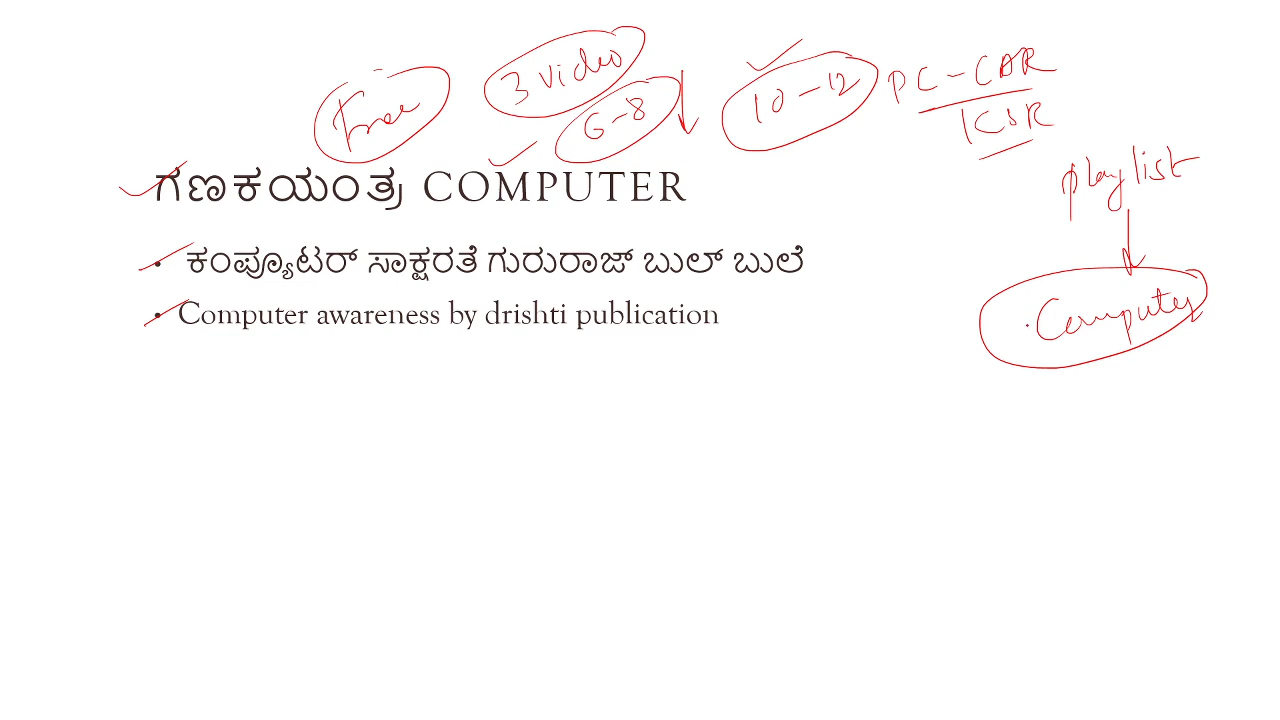 Free 3 video 6-8 10-12 PC-CAR
KSR
ಗಣಕಯಂತ್ರ COMPUTER
playlist
• ಕಂಪ್ಯೂಟರ್ ಸಾಕ್ಷರತೆ ಗುರುರಾಜ್ ಬುಲ್ ಬುಲೆ
• Computer awareness by drishti publication
Computer